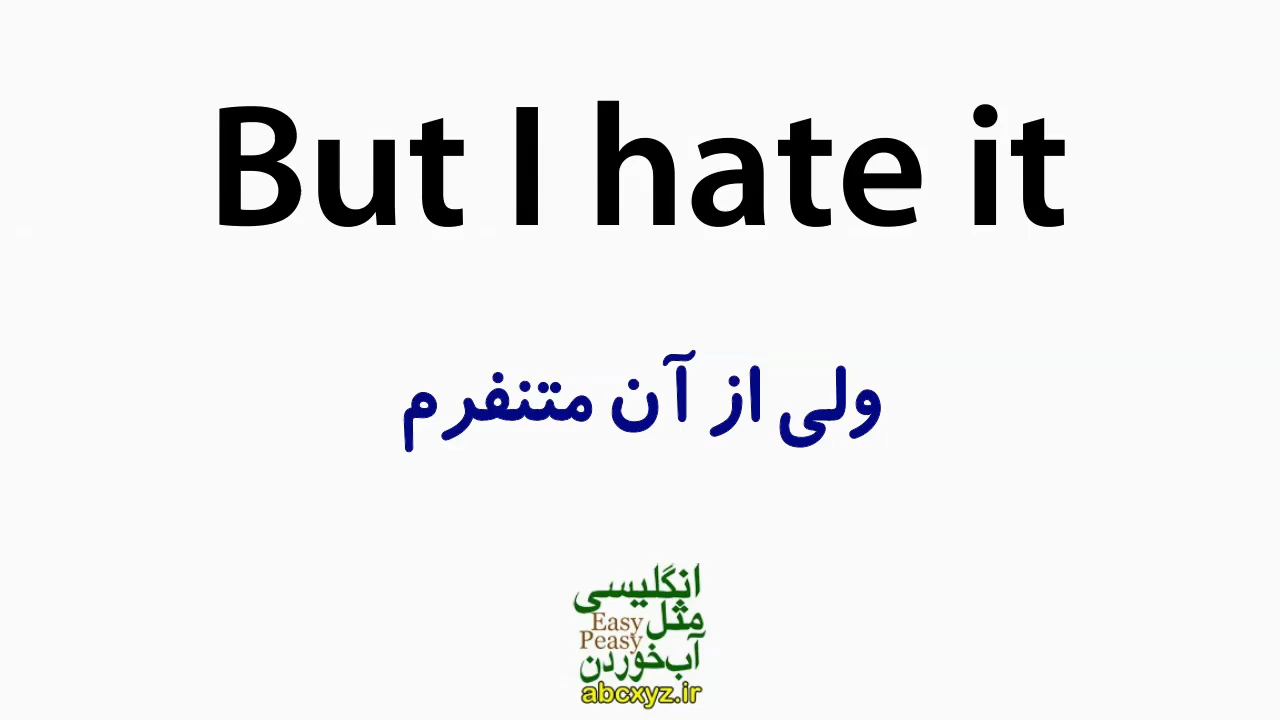 But I hate it
ولی از آن متنفرم
انگلیسی
مثل Easy
Peasy
آب‌خوردن
abcxyz.ir